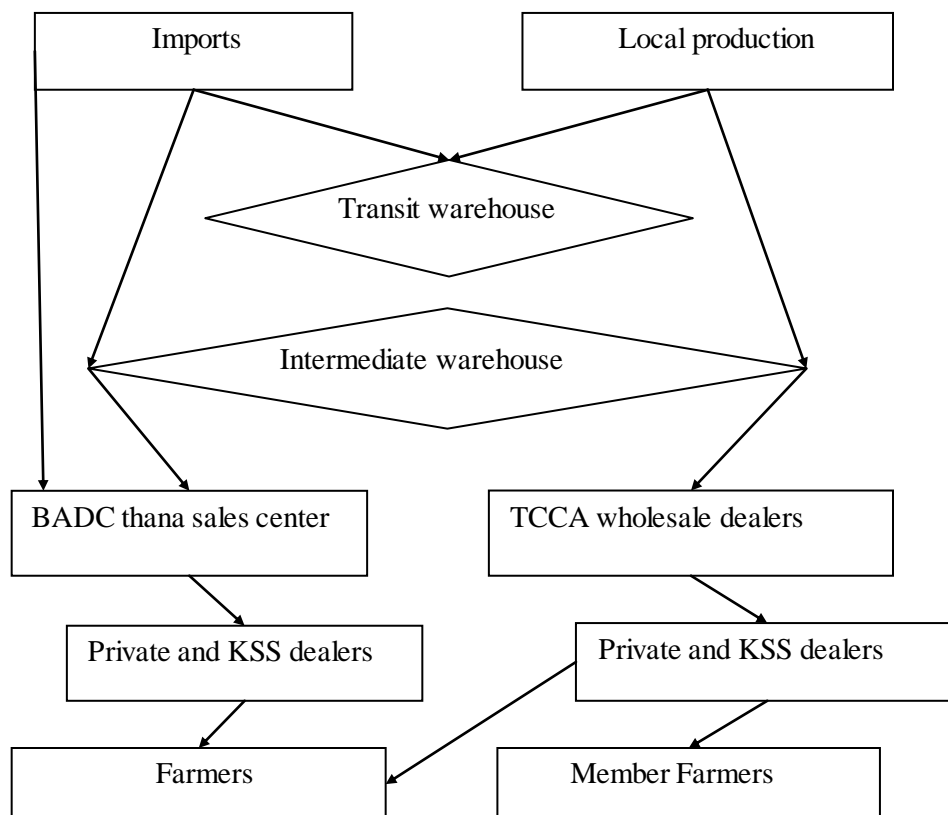 Imports
Local production
Transit warehouse
Intermediate warehouse
BADC thana sales center
TCCA wholesale dealers
Private and KSS dealers
Private and KSS dealers
Farmers
Member Farmers